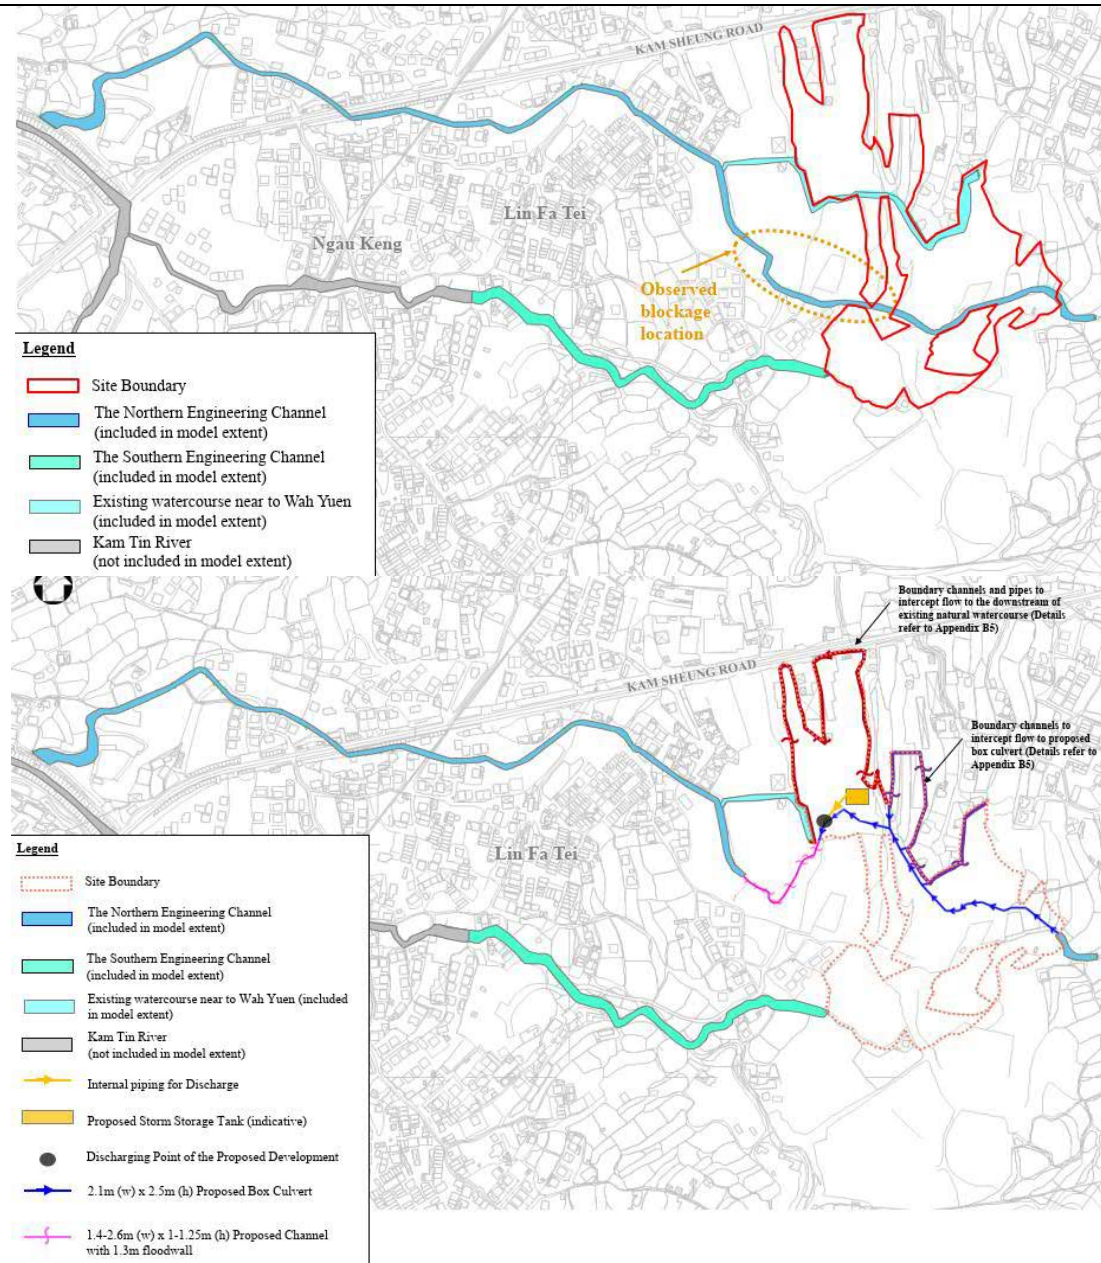 KAM SHEUNG ROAD
Lin Fa Tei
Ngau Keng
Observed
blockage
location
Legend
Site Boundary
The Northern Engineering Channel
(included in model extent)
The Southern Engineering Channel
(included in model extent)
Existing watercourse near to Wah Yuen
(included in model extent)
Kam Tin River
(not included in model extent)
Boundary channels and pipes to
intercept flow to the downstream of
existing natural watercourse (Details
refer to Appendix B5)
KAM SHEUNG ROAD
Boundary channels to
intercept flow to proposed
box culvert (Details refer to
Appendix B5)
Lin Fa Tei
Legend
Site Boundary
The Northern Engineering Channel
(included in model extent)
The Southern Engineering Channel
(included in model extent)
Existing watercourse near to Wah Yuen (included
in model extent)
Kam Tin River
(not included in model extent)
Internal piping for Discharge
Proposed Storm Storage Tank (indicative)
Discharging Point of the Proposed Development
2.1m (w) x 2.5m (h) Proposed Box Culvert
1.4-2.6m (w) x 1-1.25m (h) Proposed Channel
with 1.3m floodwall